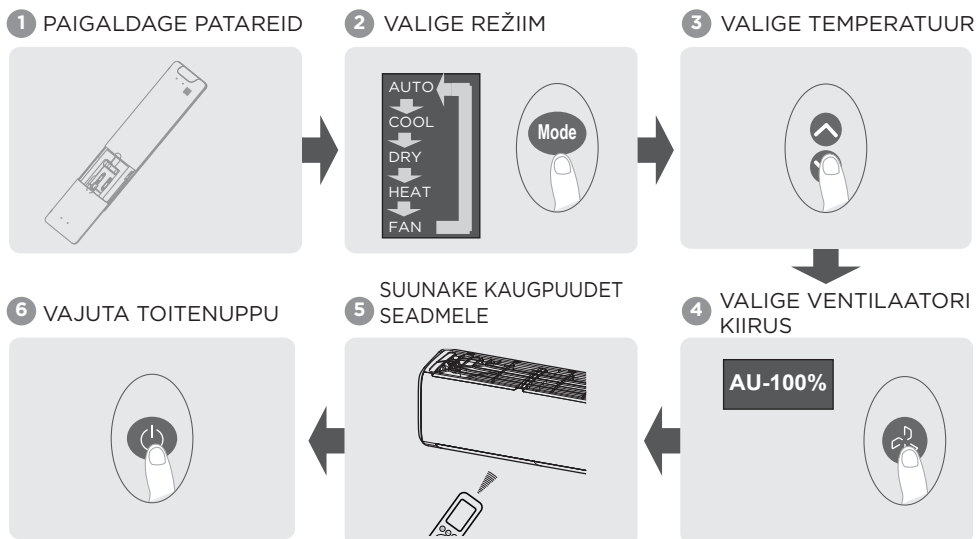 1 PAIGALDAGE PATAREID
2 VALIGE REŽIIM
AUTO
COOL
DRY
HEAT
FAN
Mode
3 VALIGE TEMPERATUUR
4 VALIGE VENTILAATORI
KIIRUS
AU-100%
5 SUUNAKE KAUGPUUDET
SEADMELE
6 VAJUTA TOITENUPPU